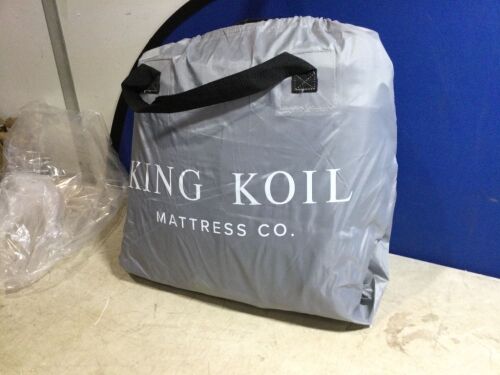 KING KOIL
MATTRESS CO.